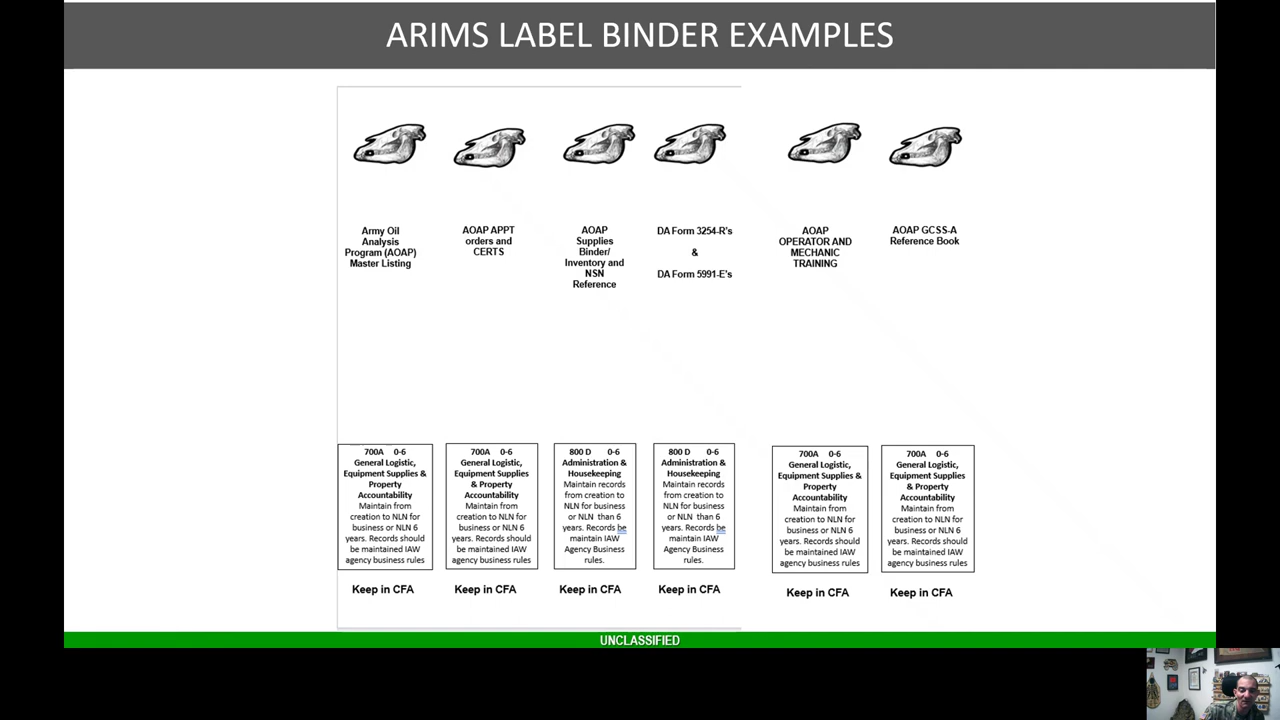 ARIMS LABEL BINDER EXAMPLES
Army Oil
Analysis
Program (AOAP)
Master Listing
AOAP APPT
orders and
CERTS
AOAP
Supplies
Binder/
Inventory and
NSN
Reference
DA Form 3254-R's
&
DA Form 5991-E's
AOAP
OPERATOR AND
MECHANIC
TRAINING
AOAP GCSS-A
Reference Book
700A 0-6
General Logistic,
Equipment Supplies &
Property
Accountability
Maintain from
creation to NLN for
business or NLN 6
years. Records should
be maintained IAW
agency business rules
Keep in CFA
700A 0-6
General Logistic,
Equipment Supplies
& Property
Accountability
Maintain from
creation to NLN for
business or NLN 6
years. Records should
be maintained IAW
agency business rules
Keep in CFA
800 D 0-6
Administration &
Housekeeping
Maintain records
from creation to
NLN for business
or NLN than 6
years. Records be
maintain IAW
Agency Business
rules.
Keep in CFA
800 D 0-6
Administration &
Housekeeping
Maintain records
from creation to
NLN for business
or NLN than 6
years. Records be
maintain IAW
Agency Business
rules.
Keep in CFA
700A 0-6
General Logistic,
Equipment Supplies
& Property
Accountability
Maintain from
creation to NLN for
business or NLN 6
years. Records should
be maintained IAW
agency business rules
Keep in CFA
700A 0-6
General Logistic,
Equipment Supplies
& Property
Accountability
Maintain from
creation to NLN for
business or NLN 6
years. Records should
be maintained IAW
agency business rules
Keep in CFA
UNCLASSIFIED